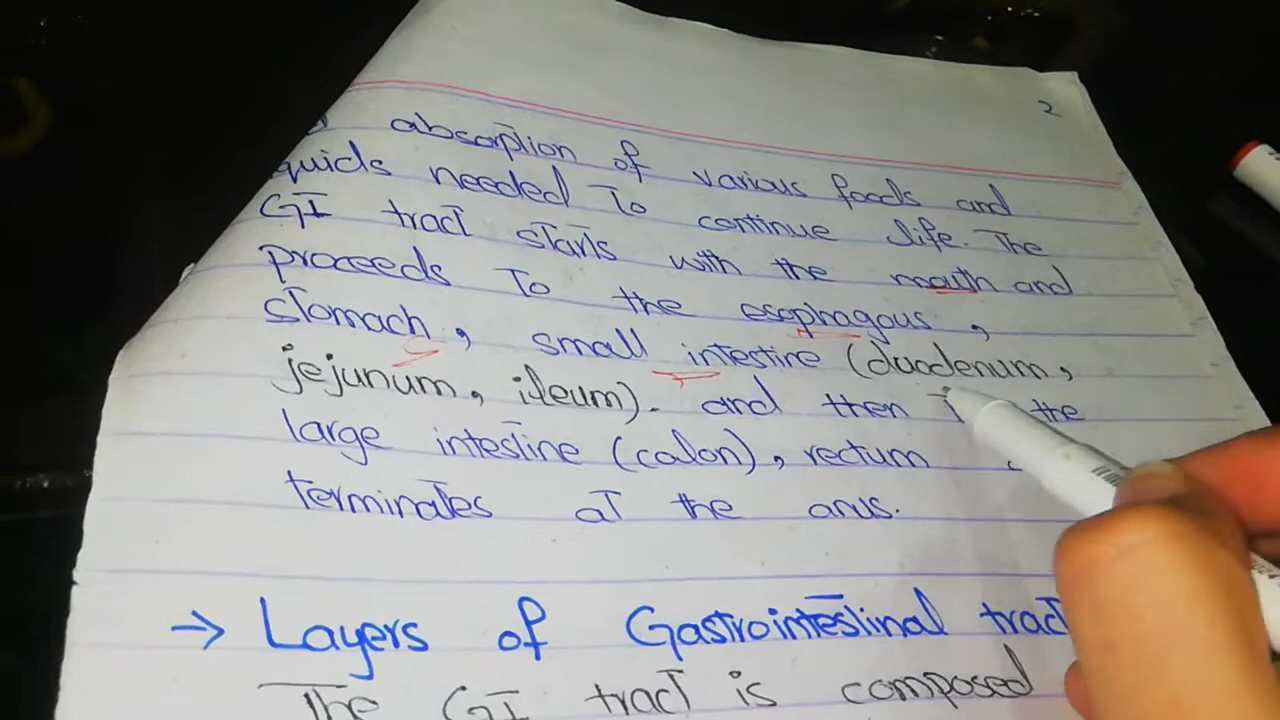 2
absorption of various foods and
quids needed To continue life. The
GI tract starts with the mouth and
proceeds To the esophagous,
stomach, small intestine (duodenum,
jejunum, ileum). and then the
large intestine (colon), rectum
terminates at the anus.
→ Layers of Gastrointestinal tract
The GI tract is composed